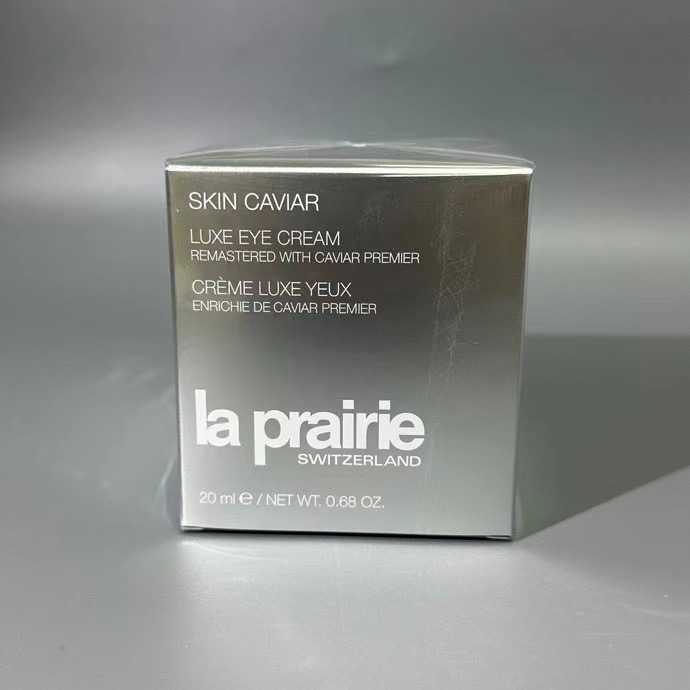 SKIN CAVIAR
LUXE EYE CREAM
REMASTERED WITH CAVIAR PREMIER
CRÈME LUXE YEUX
ENRICHIE DE CAVIAR PREMIER
la prairie
SWITZERLAND
20 ml ℮ / NET WT. 0.68 OZ.